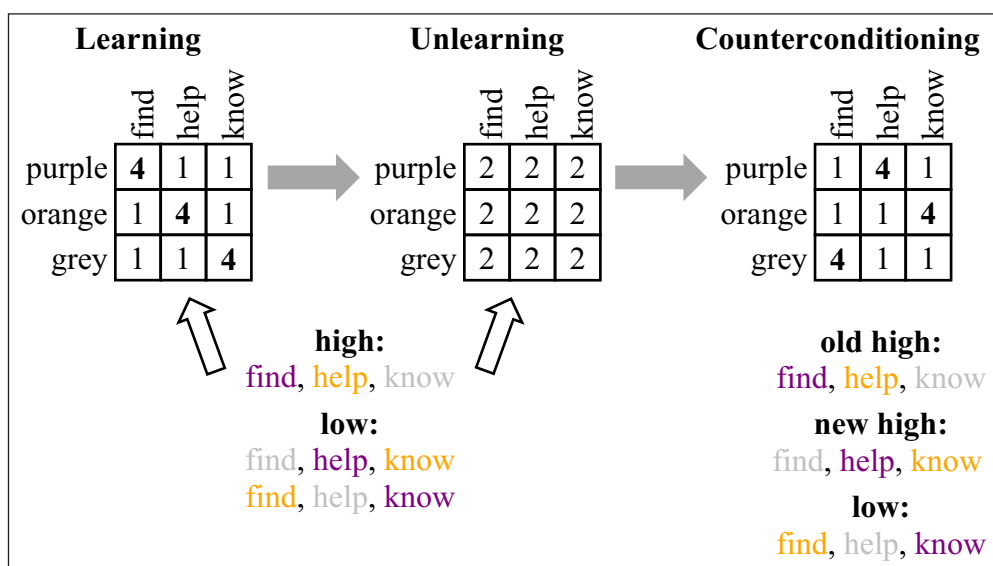 Learning Unlearning Counterconditioning
find help know find help know find help know
purple 4 1 1 purple 2 2 2 purple 1 4 1
orange 1 4 1 orange 2 2 2 orange 1 1 4
grey 1 1 4 grey 2 2 2 grey 4 1 1
high: old high:
find, help, know find, help, know
low: new high:
find, help, know find, help, know
find, help, know low:
find, help, know